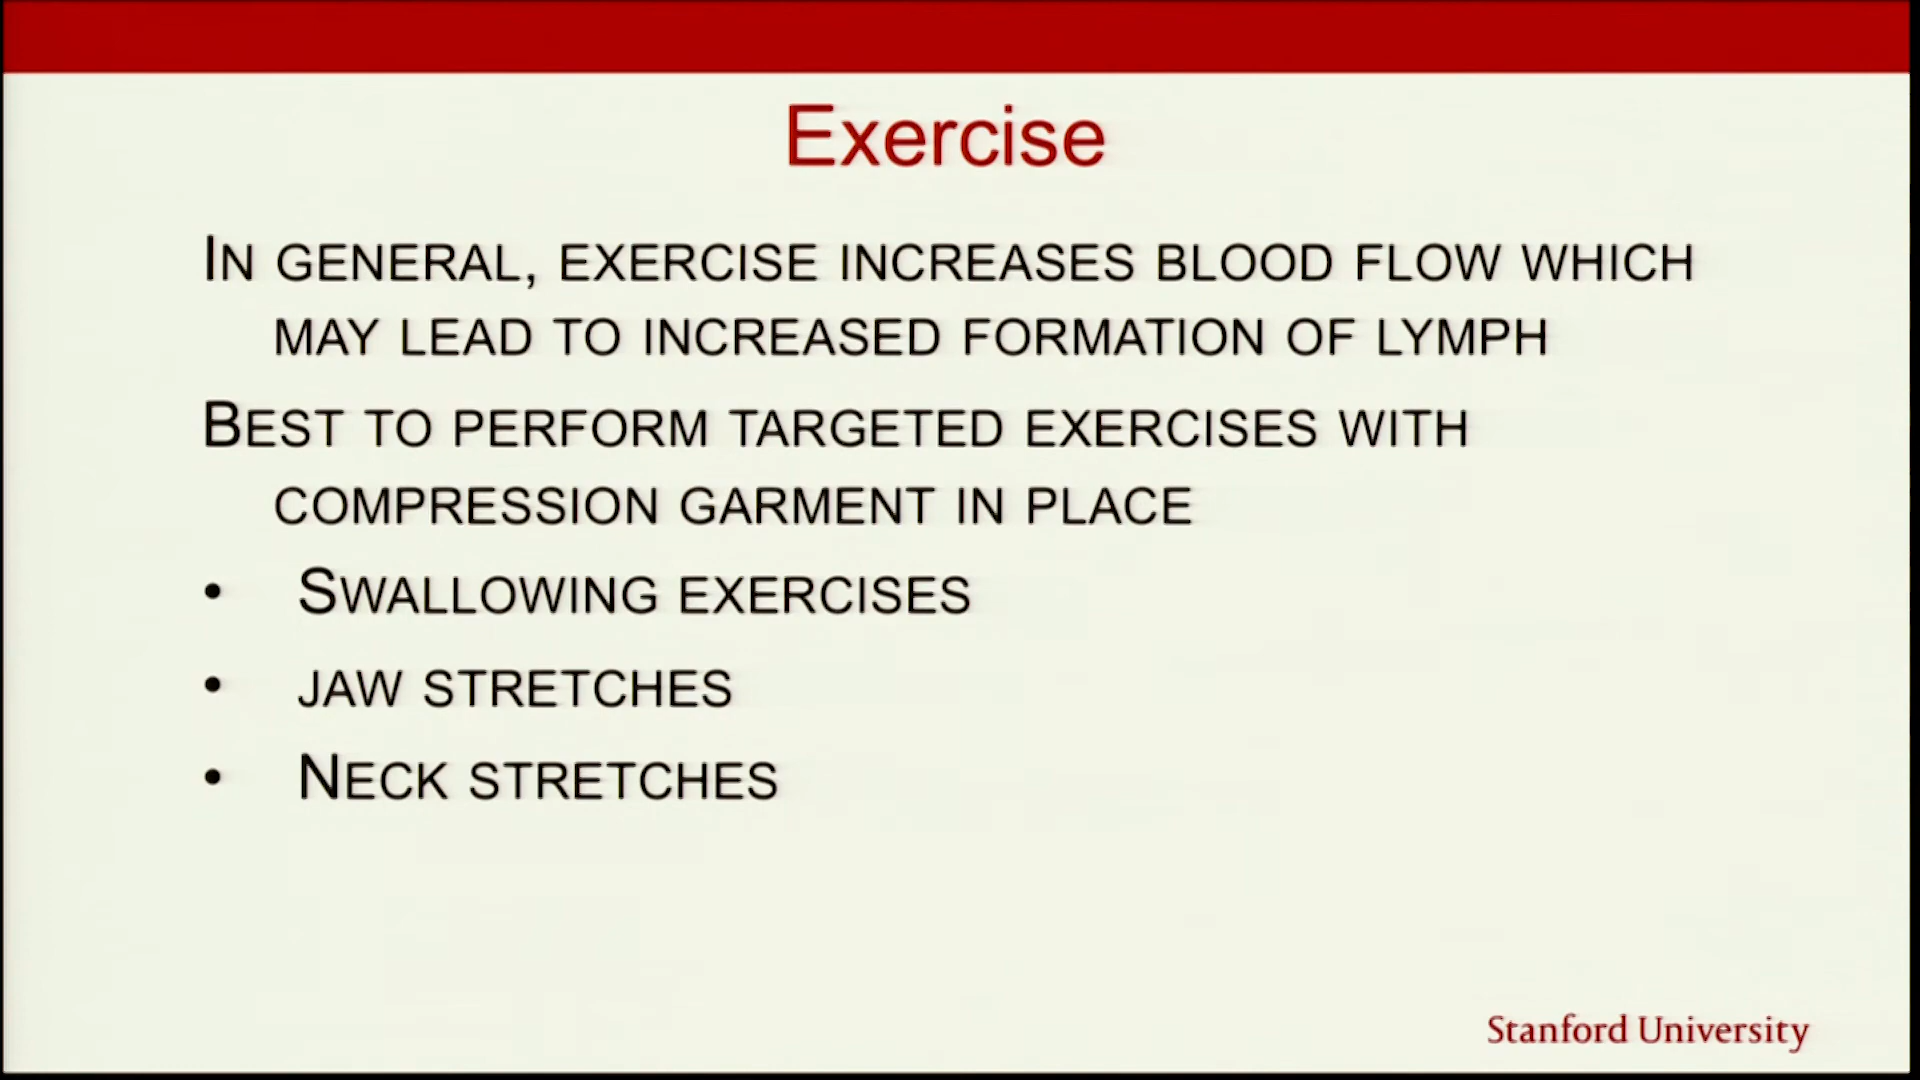 Exercise
In general, exercise increases blood flow which
may lead to increased formation of lymph
Best to perform targeted exercises with
compression garment in place
• Swallowing exercises
• jaw stretches
• Neck stretches
Stanford University